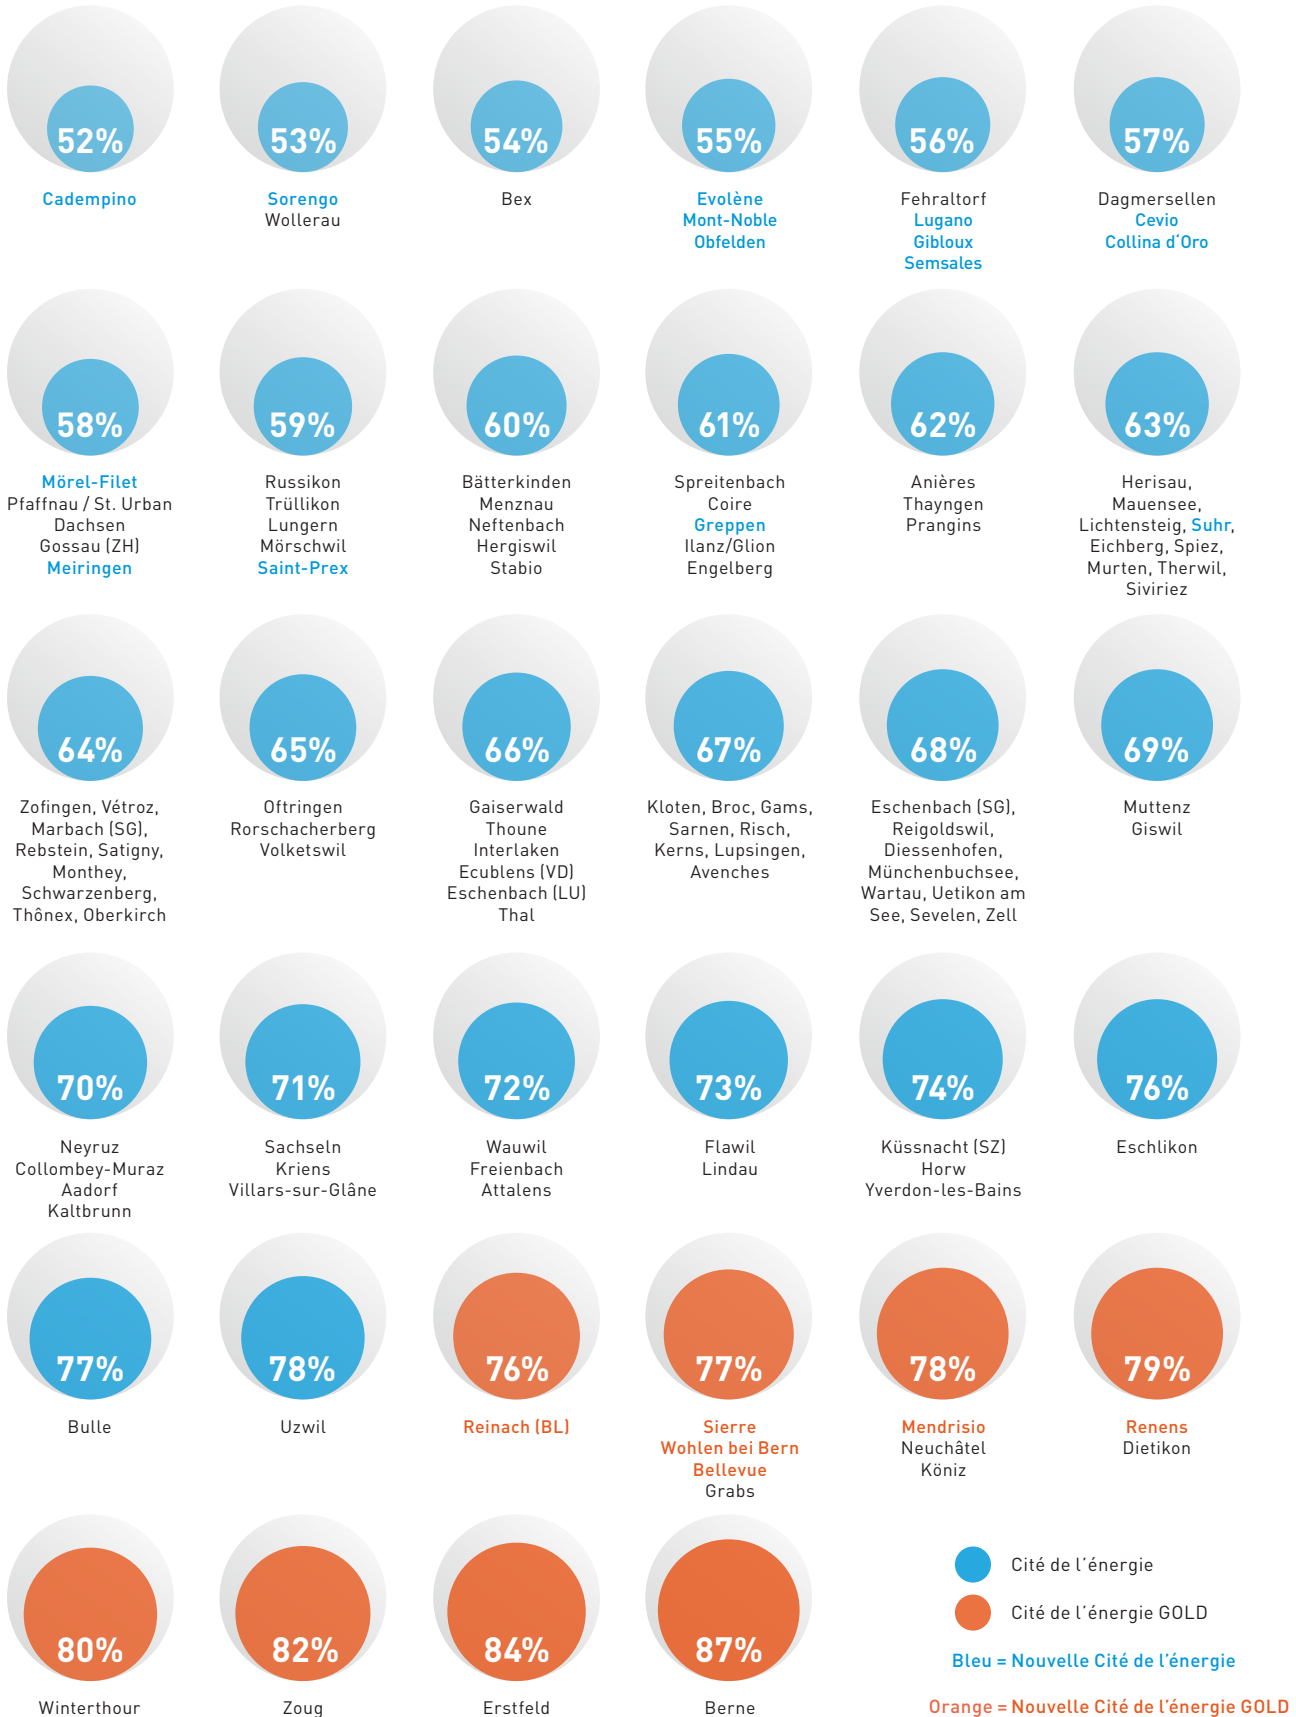 52%
Cadempino
53%
Sorengo
Wollerau
54%
Bex
55%
Evolène
Mont-Noble
Obfelden
56%
Fehraltorf
Lugano
Gibloux
Semsales
57%
Dagmersellen
Cevio
Collina d'Oro
58%
Mörel-Filet
Pfaffnau / St. Urban
Dachsen
Gossau (ZH)
Meiringen
59%
Russikon
Trüllikon
Lungern
Mörschwil
Saint-Prex
60%
Bätterkinden
Menznau
Neftenbach
Hergiswil
Stabio
61%
Spreitenbach
Coire
Greppen
Ilanz/Glion
Engelberg
62%
Anières
Thayngen
Prangins
63%
Herisau,
Mauensee,
Lichtensteig, Suhr,
Eichberg, Spiez,
Murten, Therwil,
Siviriez
64%
Zofingen, Vétroz,
Marbach (SG),
Rebstein, Satigny,
Monthey,
Schwarzenberg,
Thônex, Oberkirch
65%
Oftringen
Rorschacherberg
Volketswil
66%
Gaiserwald
Thoune
Interlaken
Ecublens (VD)
Eschenbach (LU)
Thal
67%
Kloten, Broc, Gams,
Sarnen, Risch,
Kerns, Lupsingen,
Avenches
68%
Eschenbach (SG),
Reigoldswil,
Diessenhofen,
Münchenbuchsee,
Wartau, Uetikon am
See, Sevelen, Zell
69%
Muttenz
Giswil
70%
Neyruz
Collombey-Muraz
Aadorf
Kaltbrunn
71%
Sachseln
Kriens
Villars-sur-Glâne
72%
Wauwil
Freienbach
Attalens
73%
Flawil
Lindau
74%
Küssnacht (SZ)
Horw
Yverdon-les-Bains
76%
Eschlikon
77%
Bulle
78%
Uzwil
76%
Reinach (BL)
77%
Sierre
Wohlen bei Bern
Bellevue
Grabs
78%
Mendrisio
Neuchâtel
Köniz
79%
Renens
Dietikon
80%
Winterthour
82%
Zoug
84%
Erstfeld
87%
Berne
Cité de l'énergie
Cité de l'énergie GOLD
Bleu = Nouvelle Cité de l'énergie
Orange = Nouvelle Cité de l'énergie GOLD